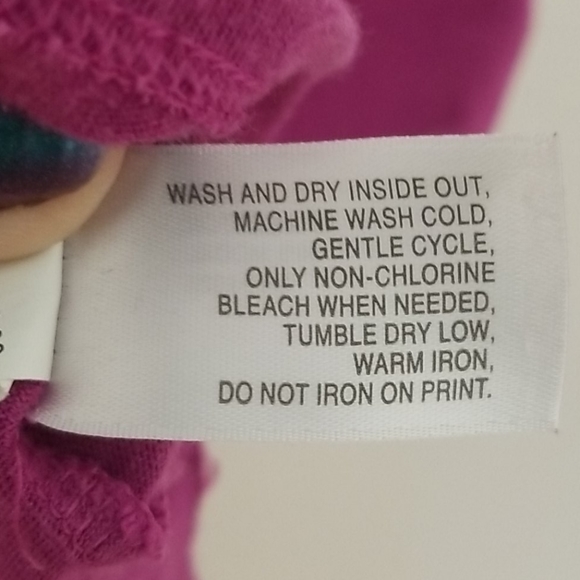 WASH AND DRY INSIDE OUT,
MACHINE WASH COLD,
GENTLE CYCLE,
ONLY NON-CHLORINE
BLEACH WHEN NEEDED,
TUMBLE DRY LOW,
WARM IRON,
DO NOT IRON ON PRINT.